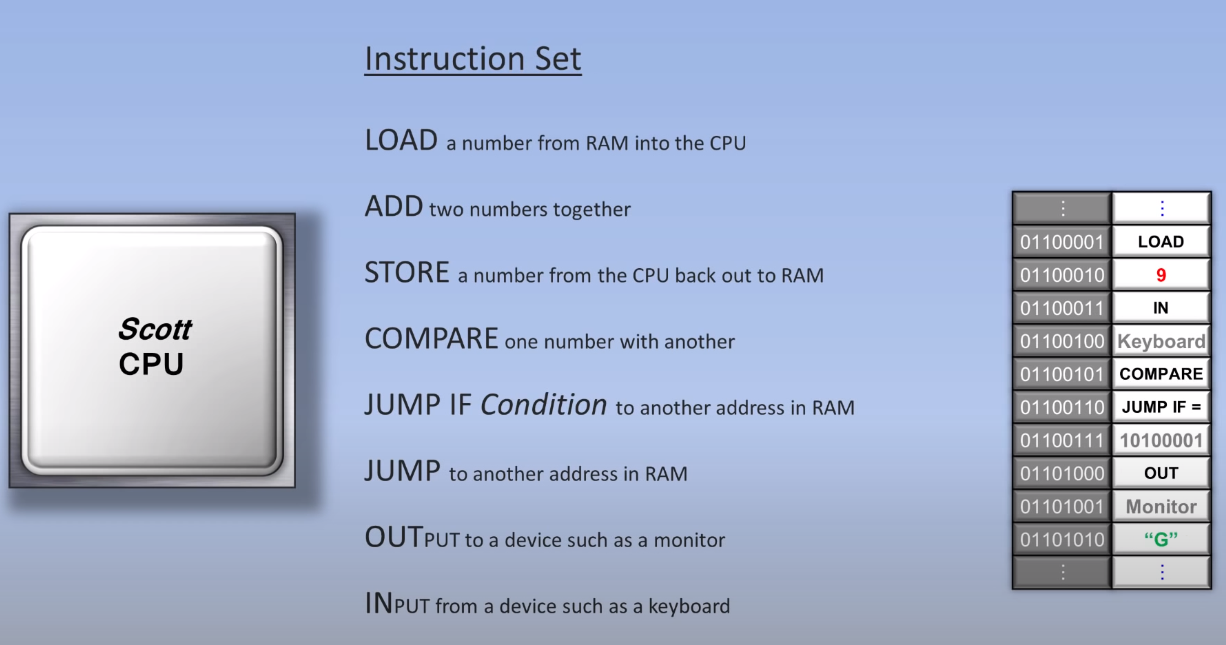 Instruction Set
LOAD a number from RAM into the CPU
ADD two numbers together
STORE a number from the CPU back out to RAM
COMPARE one number with another
JUMP IF Condition to another address in RAM
JUMP to another address in RAM
OUTPUT to a device such as a monitor
INPUT from a device such as a keyboard
Scott
CPU
⋮ ⋮
01100001 LOAD
01100010 9
01100011 IN
01100100 Keyboard
01100101 COMPARE
01100110 JUMP IF =
01100111 10100001
01101000 OUT
01101001 Monitor
01101010 “G”
⋮ ⋮